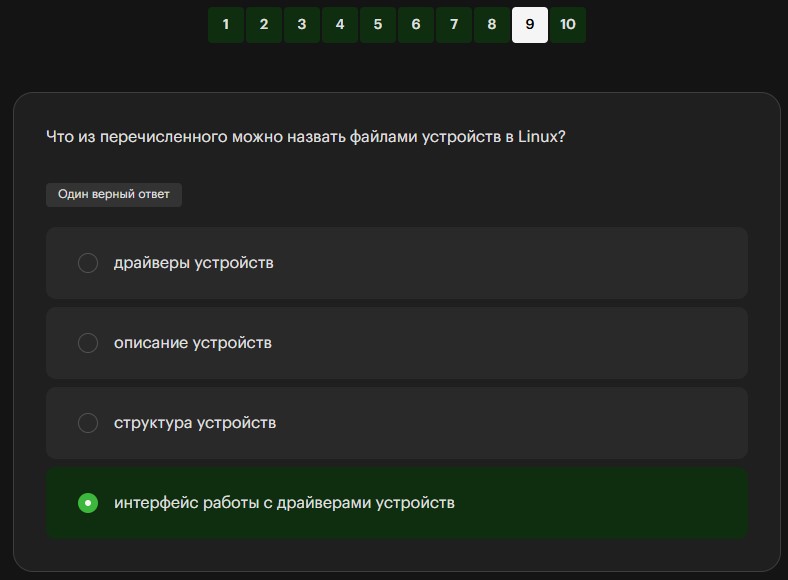 1 2 3 4 5 6 7 8 9 10
Что из перечисленного можно назвать файлами устройств в Linux?
Один верный ответ
драйверы устройств
описание устройств
структура устройств
интерфейс работы с драйверами устройств